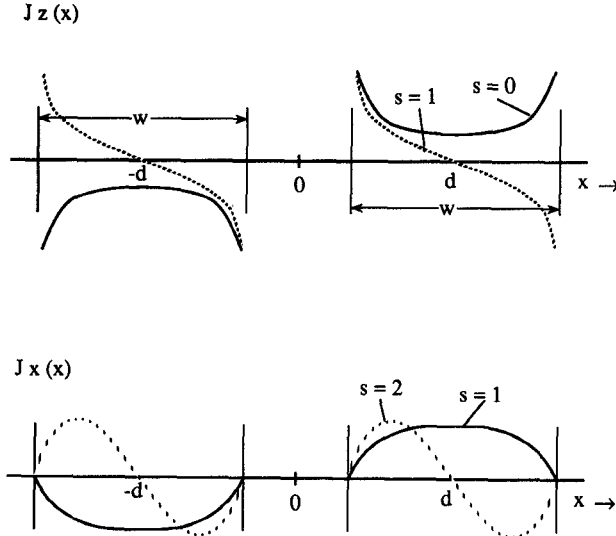 J z (x)
s = 1
s = 0
w
-d
0
d
x →
w
J x (x)
s = 2
s = 1
-d
0
d
x →